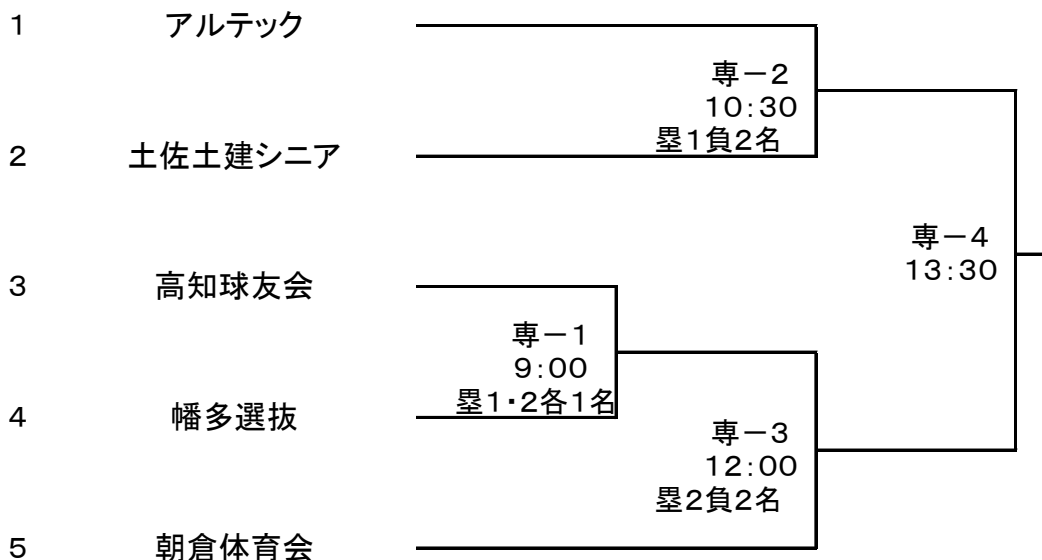 1 アルテック
専－2
10:30
塁1負2名
2 土佐土建シニア
専－4
13:30
3 高知球友会
専－1
9:00
塁1・2各1名
4 幡多選抜
専－3
12:00
塁2負2名
5 朝倉体育会